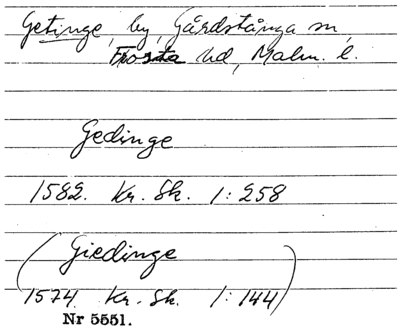 Getinge, by, Gårdstånga sn,
Frosta hd, Malm. l.
Gedinge
1582. Kr. Sk. 1:258
(Giedinge
1574 Kr. Sk. 1:144)
Nr 5551.